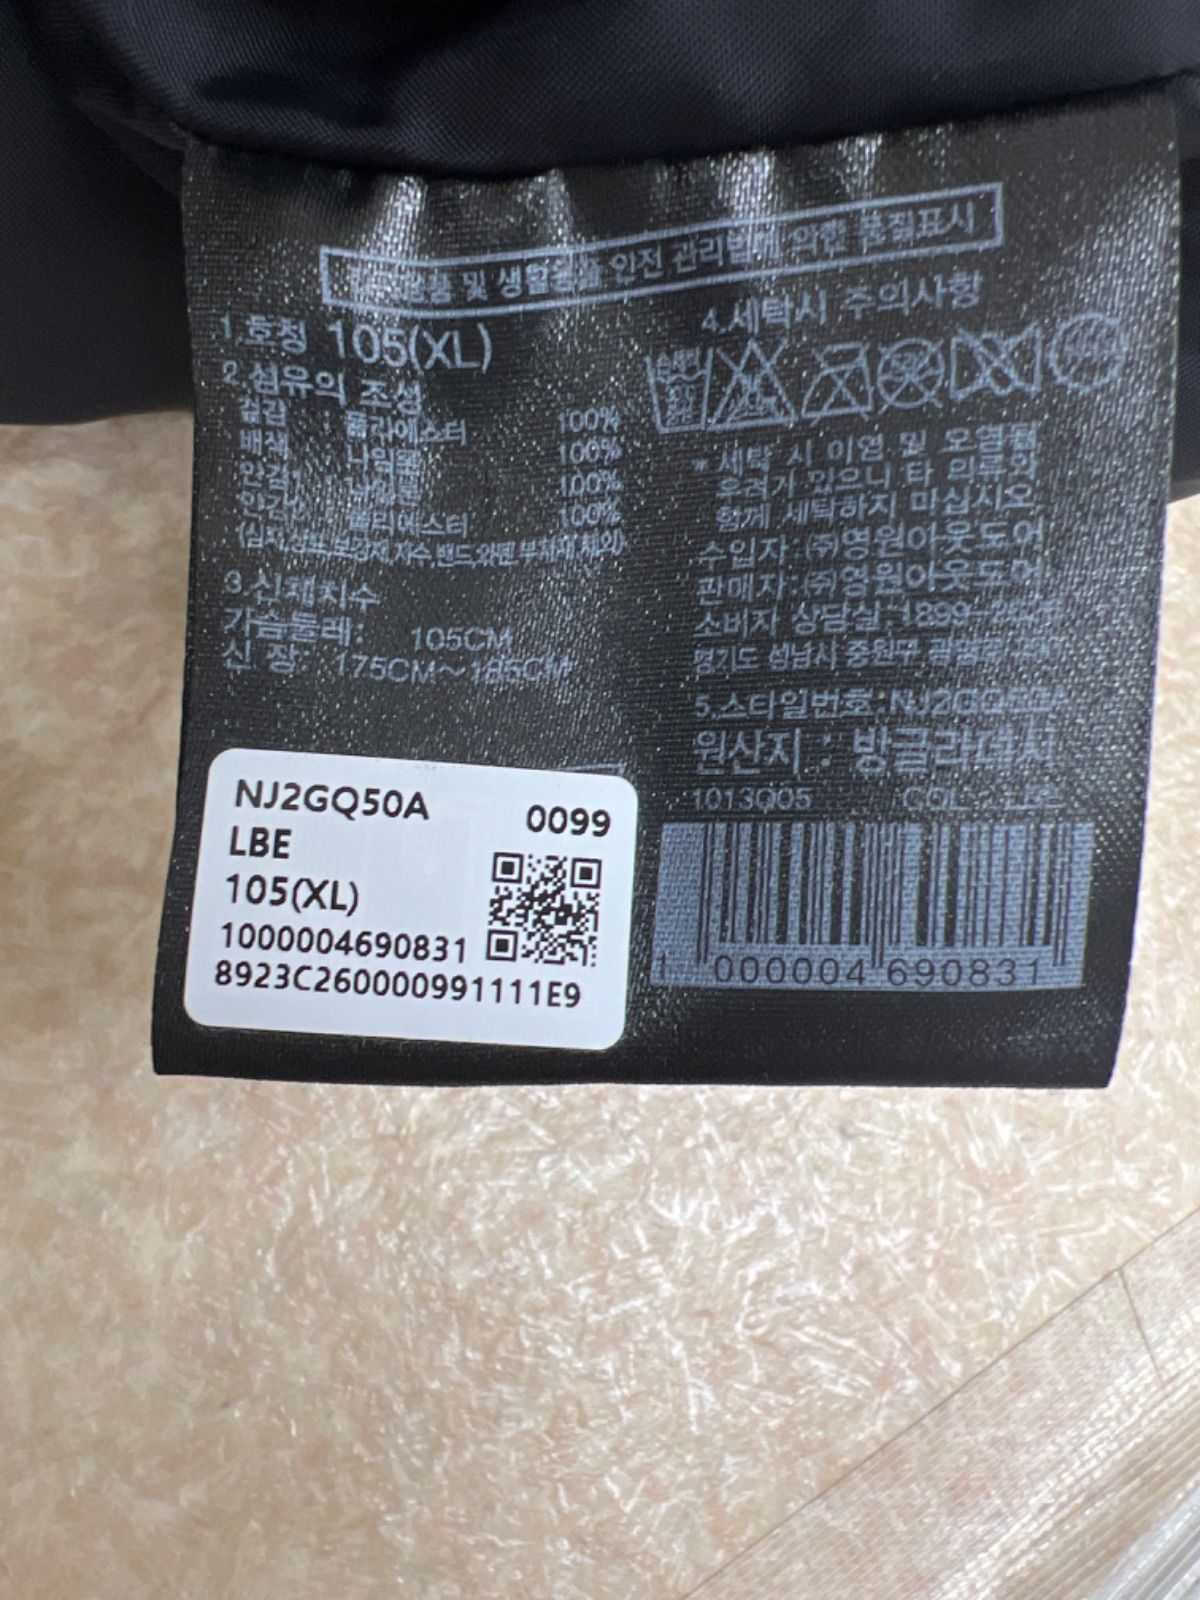 및 생활용품 안전 관리법에 의한 품질표시
1.호칭 105(XL)
2.섬유의 조성
겉감 폴리에스터 100%
배색 나일론 100%
안감1 나일론 100%
안감2 폴리에스터 100%
3.신체치수
가슴둘레: 105CM
신 장: 175CM~185CM
4.세탁시 주의사항
* 세탁 시 이염 및 오염될
우려가 있으니 타 의류와
함께 세탁하지 마십시오
수입자:㈜영원아웃도어
판매자:㈜영원아웃도어
소비자 상담실:1899-
경기도 성남시 중원구
5.스타일번호:NJ2GQ50A
원산지 : 방글라데시
1013Q05 COL
1 000004 690831
NJ2GQ50A 0099
LBE
105(XL)
1000004690831
8923C260000991111E9